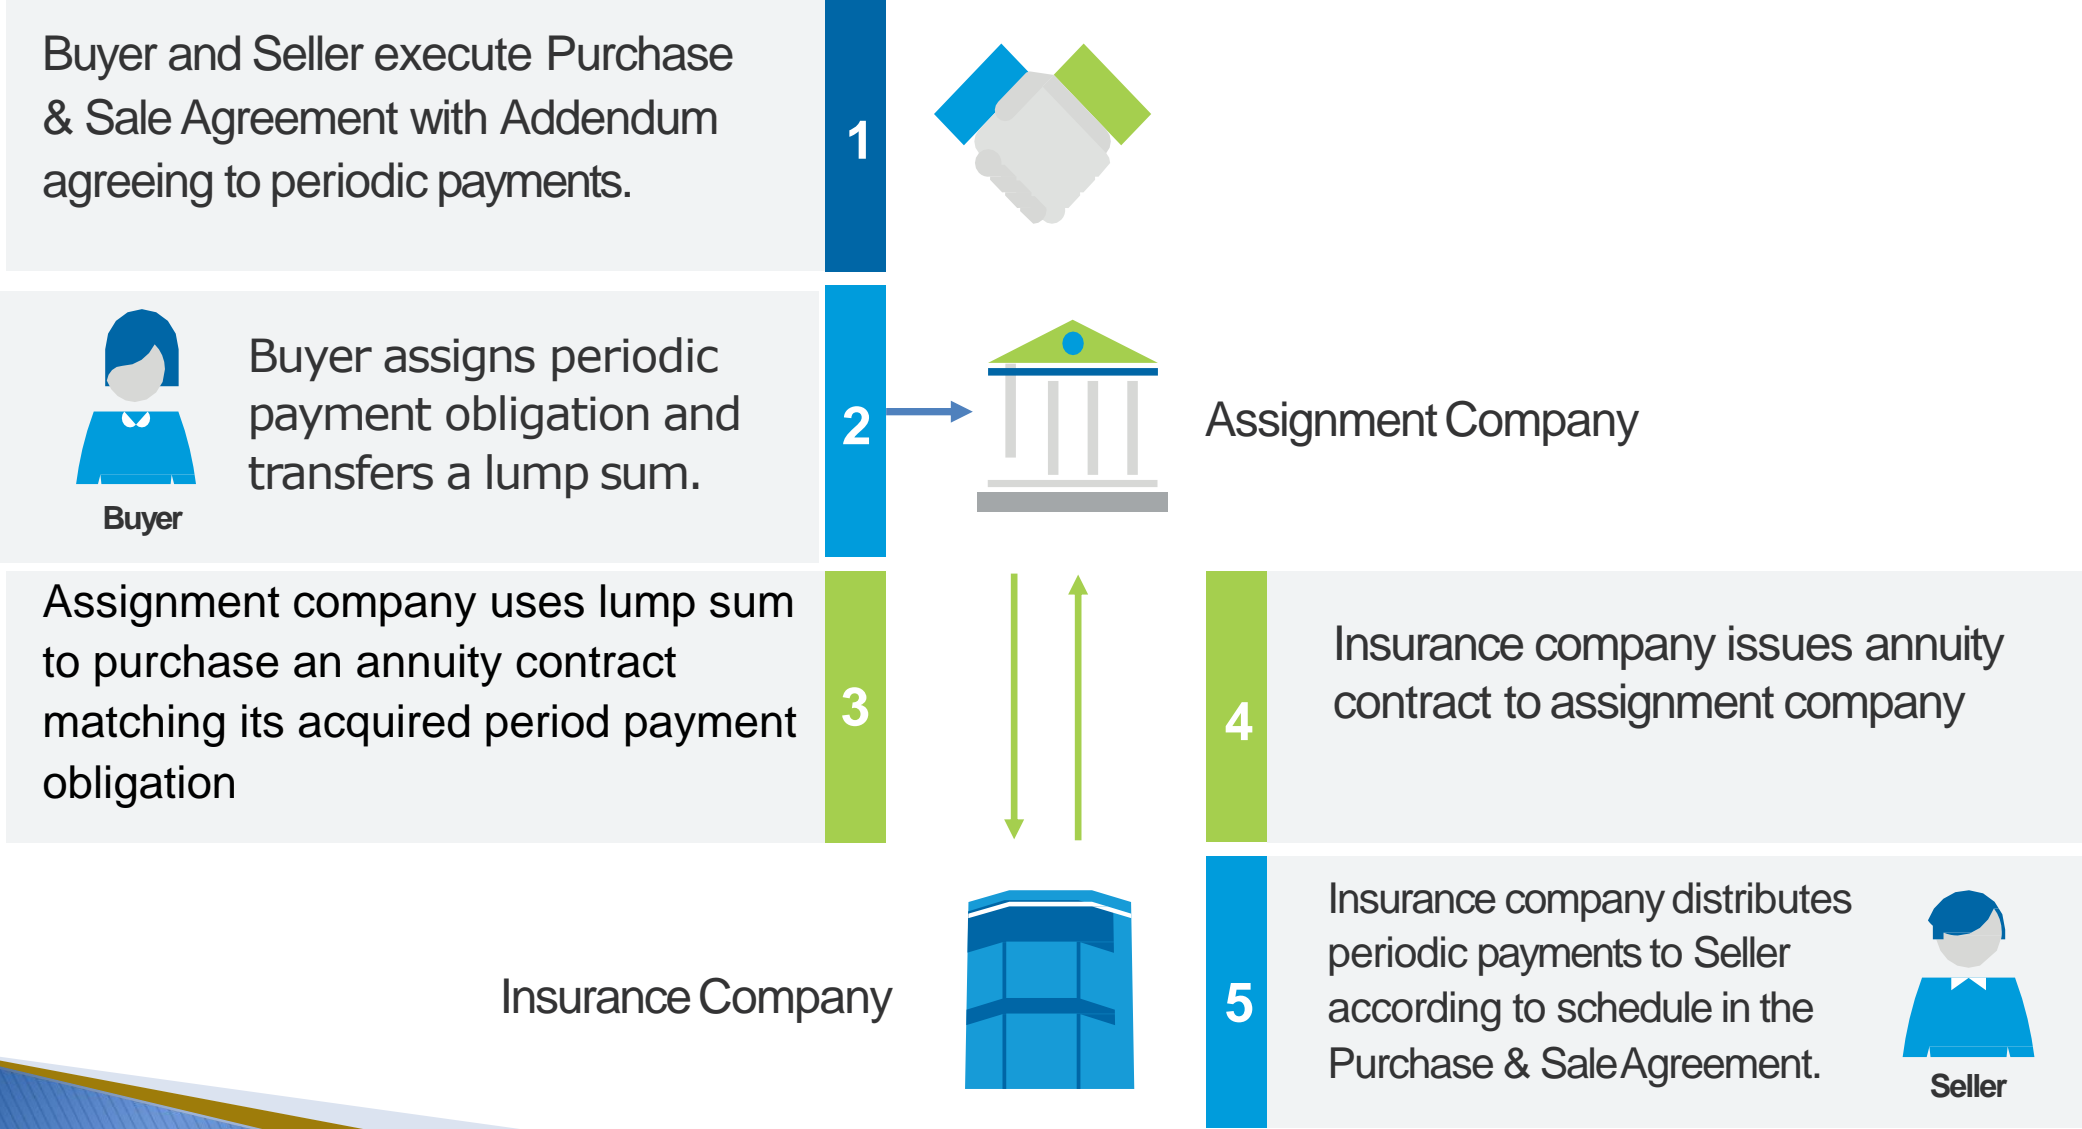 Buyer and Seller execute Purchase
& Sale Agreement with Addendum
agreeing to periodic payments.
1
Buyer assigns periodic
payment obligation and
transfers a lump sum.
Buyer
2
Assignment Company
Assignment company uses lump sum
to purchase an annuity contract
matching its acquired period payment
obligation
3
4
Insurance company issues annuity
contract to assignment company
Insurance Company
5
Insurance company distributes
periodic payments to Seller
according to schedule in the
Purchase & Sale Agreement.
Seller